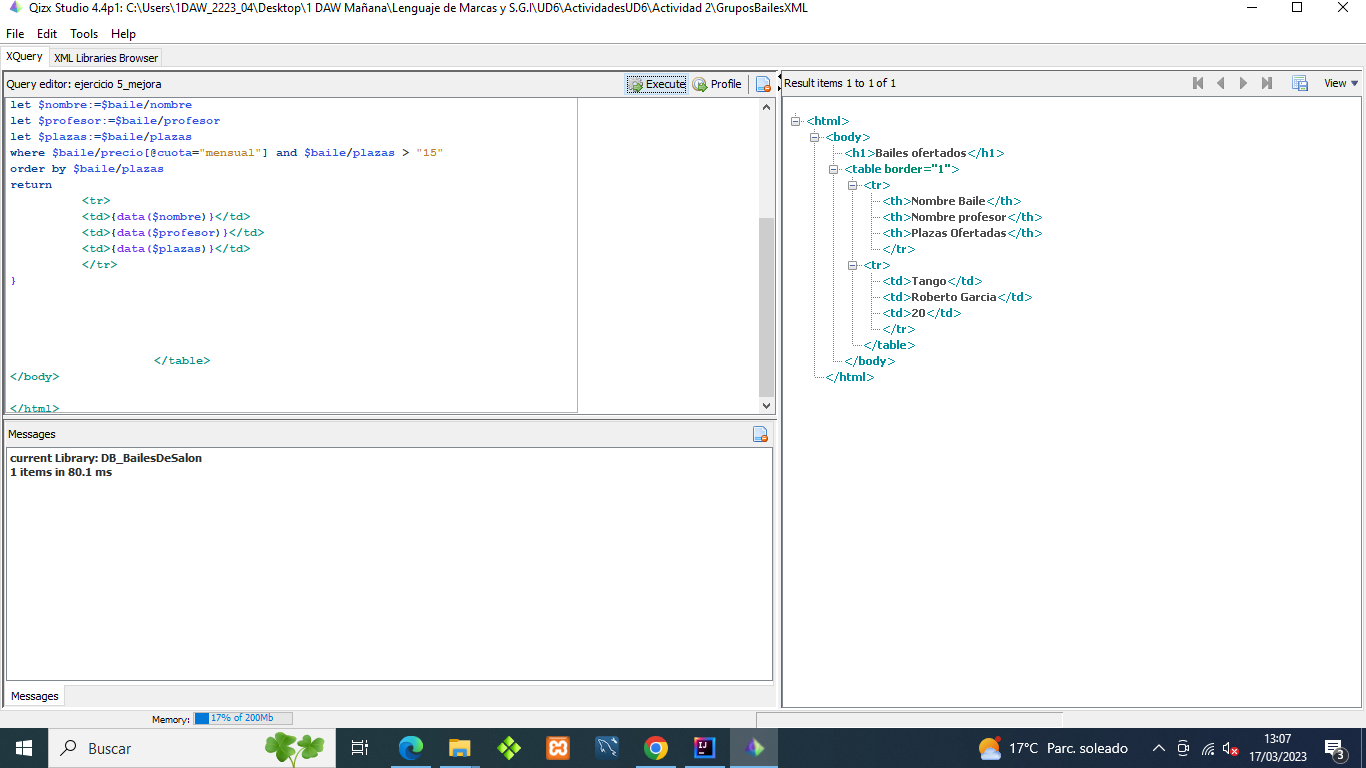 Qizx Studio 4.4p1: C:\Users\1DAW_2223_04\Desktop\1 DAW Mañana\Lenguaje de Marcas y S.G.I\UD6\ActividadesUD6\Actividad 2\GruposBailesXML
File Edit Tools Help
XQuery XML Libraries Browser
Query editor: ejercicio 5_mejora Execute Profile
let $nombre:=$baile/nombre
let $profesor:=$baile/profesor
let $plazas:=$baile/plazas
where $baile/precio[@cuota="mensual"] and $baile/plazas > "15"
order by $baile/plazas
return
<tr>
<td>{data($nombre)}</td>
<td>{data($profesor)}</td>
<td>{data($plazas)}</td>
</tr>
}
</table>
</body>
</html>
Messages
current Library: DB_BailesDeSalon
1 items in 80.1 ms
Messages
Memory: 17% of 200Mb
Result items 1 to 1 of 1 View
<html>
<body>
<h1>Bailes ofertados</h1>
<table border="1">
<tr>
<th>Nombre Baile</th>
<th>Nombre profesor</th>
<th>Plazas Ofertadas</th>
</tr>
<tr>
<td>Tango</td>
<td>Roberto Garcia</td>
<td>20</td>
</tr>
</table>
</body>
</html>
Buscar
17°C Parc. soleado
13:07
17/03/2023
3